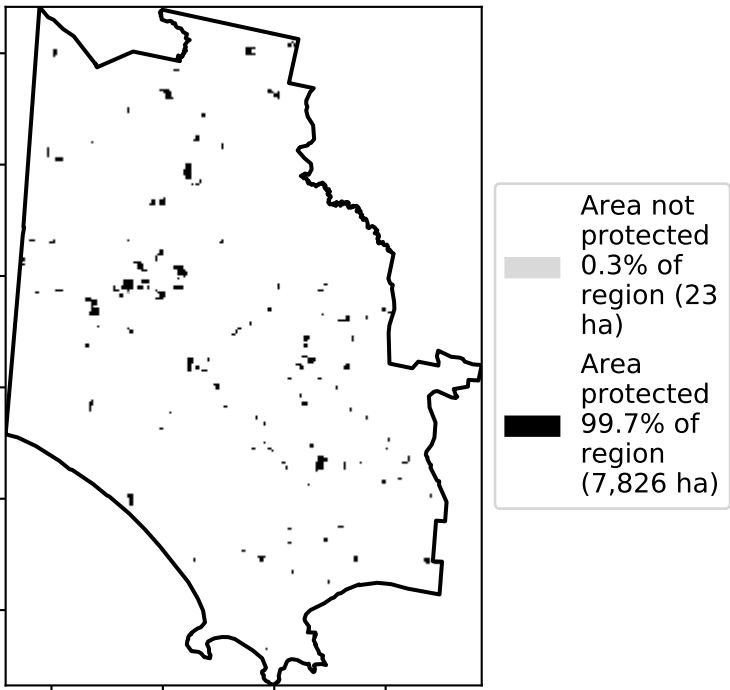 Area not
protected
0.3% of
region (23
ha)
Area
protected
99.7% of
region
(7,826 ha)